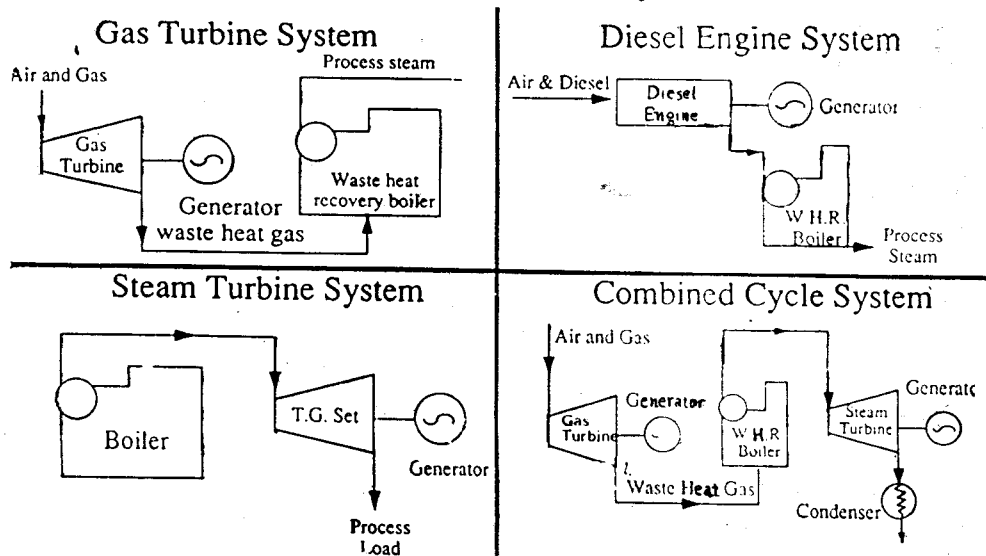 Gas Turbine System
Air and Gas
Process steam
Gas
Turbine
Waste heat
recovery boiler
Generator
waste heat gas
Diesel Engine System
Air & Diesel
Diesel
Engine
Generator
W H.R.
Boiler
Process
Steam
Steam Turbine System
Boiler
T.G. Set
Generator
Process
Load
Combined Cycle System
Air and Gas
Gas
Turbine
Generator
W H.R
Boiler
Waste Heat Gas
Steam
Turbine
Generato
Condenser